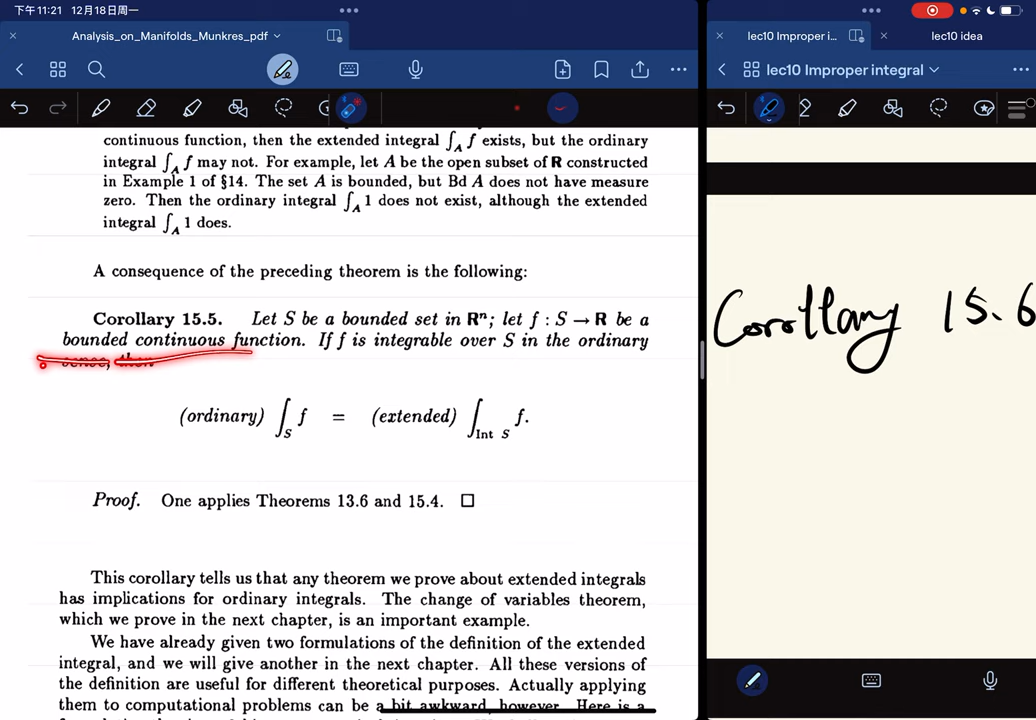 下午11:21 12月18日周一
Analysis_on_Manifolds_Munkres_pdf
continuous function, then the extended integral ∫_A f exists, but the ordinary
integral ∫_A f may not. For example, let A be the open subset of R constructed
in Example 1 of §14. The set A is bounded, but Bd A does not have measure
zero. Then the ordinary integral ∫_A 1 does not exist, although the extended
integral ∫_A 1 does.
A consequence of the preceding theorem is the following:
Corollary 15.5. Let S be a bounded set in Rⁿ; let f : S → R be a
bounded continuous function. If f is integrable over S in the ordinary
sense, then
(ordinary) ∫_S f = (extended) ∫_Int S f.
Proof. One applies Theorems 13.6 and 15.4. □
This corollary tells us that any theorem we prove about extended integrals
has implications for ordinary integrals. The change of variables theorem,
which we prove in the next chapter, is an important example.
We have already given two formulations of the definition of the extended
integral, and we will give another in the next chapter. All these versions of
the definition are useful for different theoretical purposes. Actually applying
them to computational problems can be a bit awkward, however. Here is a
lec10 Improper i...
lec10 idea
lec10 Improper integral
Corollary 15.6